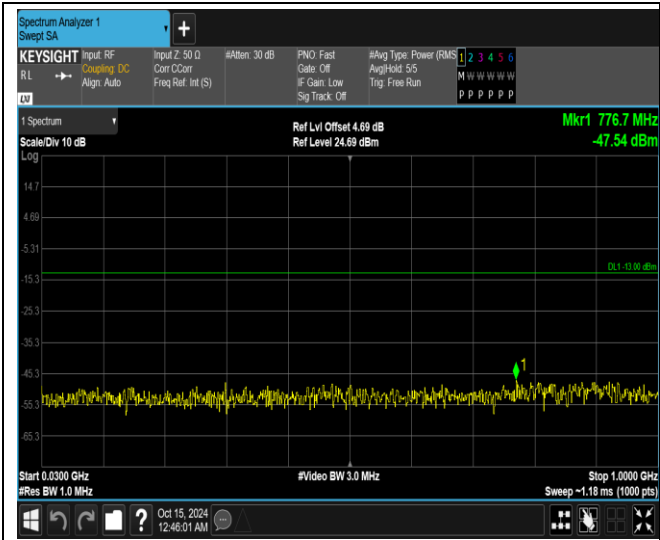 Spectrum Analyzer 1
Swept SA
+
KEYSIGHT
RL
LXI
Input: RF
Coupling: DC
Align: Auto
Input Z: 50 Ω
Corr CCorr
Freq Ref: Int (S)
#Atten: 30 dB
PNO: Fast
Gate: Off
IF Gain: Low
Sig Track: Off
#Avg Type: Power (RMS
Avg|Hold: 5/5
Trig: Free Run
1 2 3 4 5 6
M W W W W W
P P P P P P
1 Spectrum
Scale/Div 10 dB
Log
Ref Lvl Offset 4.69 dB
Ref Level 24.69 dBm
Mkr1 776.7 MHz
-47.54 dBm
14.7
4.69
-5.31
DL1 -13.00 dBm
-15.3
-25.3
-35.3
1
-45.3
-55.3
-65.3
Start 0.0300 GHz
#Res BW 1.0 MHz
#Video BW 3.0 MHz
Stop 1.0000 GHz
Sweep ~1.18 ms (1000 pts)
?
Oct 15, 2024
12:46:01 AM